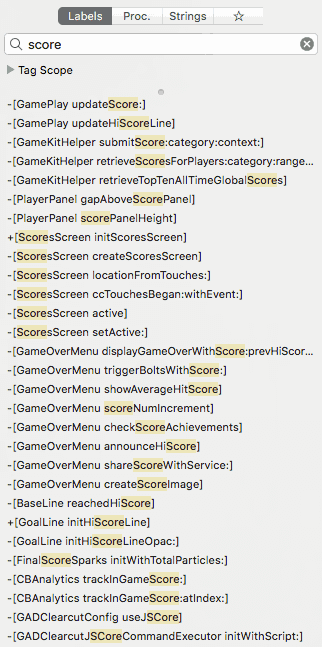 Labels Proc. Strings ☆
score
Tag Scope
-[GamePlay updateScore:]
-[GamePlay updateHiScoreLine]
-[GameKitHelper submitScore:category:context:]
-[GameKitHelper retrieveScoresForPlayers:category:range...
-[GameKitHelper retrieveTopTenAllTimeGlobalScores]
-[PlayerPanel gapAboveScorePanel]
-[PlayerPanel scorePanelHeight]
+[ScoresScreen initScoresScreen]
-[ScoresScreen createScoresScreen]
-[ScoresScreen locationFromTouches:]
-[ScoresScreen ccTouchesBegan:withEvent:]
-[ScoresScreen active]
-[ScoresScreen setActive:]
-[GameOverMenu displayGameOverWithScore:prevHiScor...
-[GameOverMenu triggerBoltsWithScore:]
-[GameOverMenu showAverageHitScore]
-[GameOverMenu scoreNumIncrement]
-[GameOverMenu checkScoreAchievements]
-[GameOverMenu announceHiScore]
-[GameOverMenu shareScoreWithService:]
-[GameOverMenu createScoreImage]
-[BaseLine reachedHiScore]
+[GoalLine initHiScoreLine]
-[GoalLine initHiScoreLineOpac:]
-[FinalScoreSparks initWithTotalParticles:]
-[CBAnalytics trackInGameScore:]
-[CBAnalytics trackInGameScore:atIndex:]
-[GADClearcutConfig useJSCore]
-[GADClearcutJSCoreCommandExecutor initWithScript:]